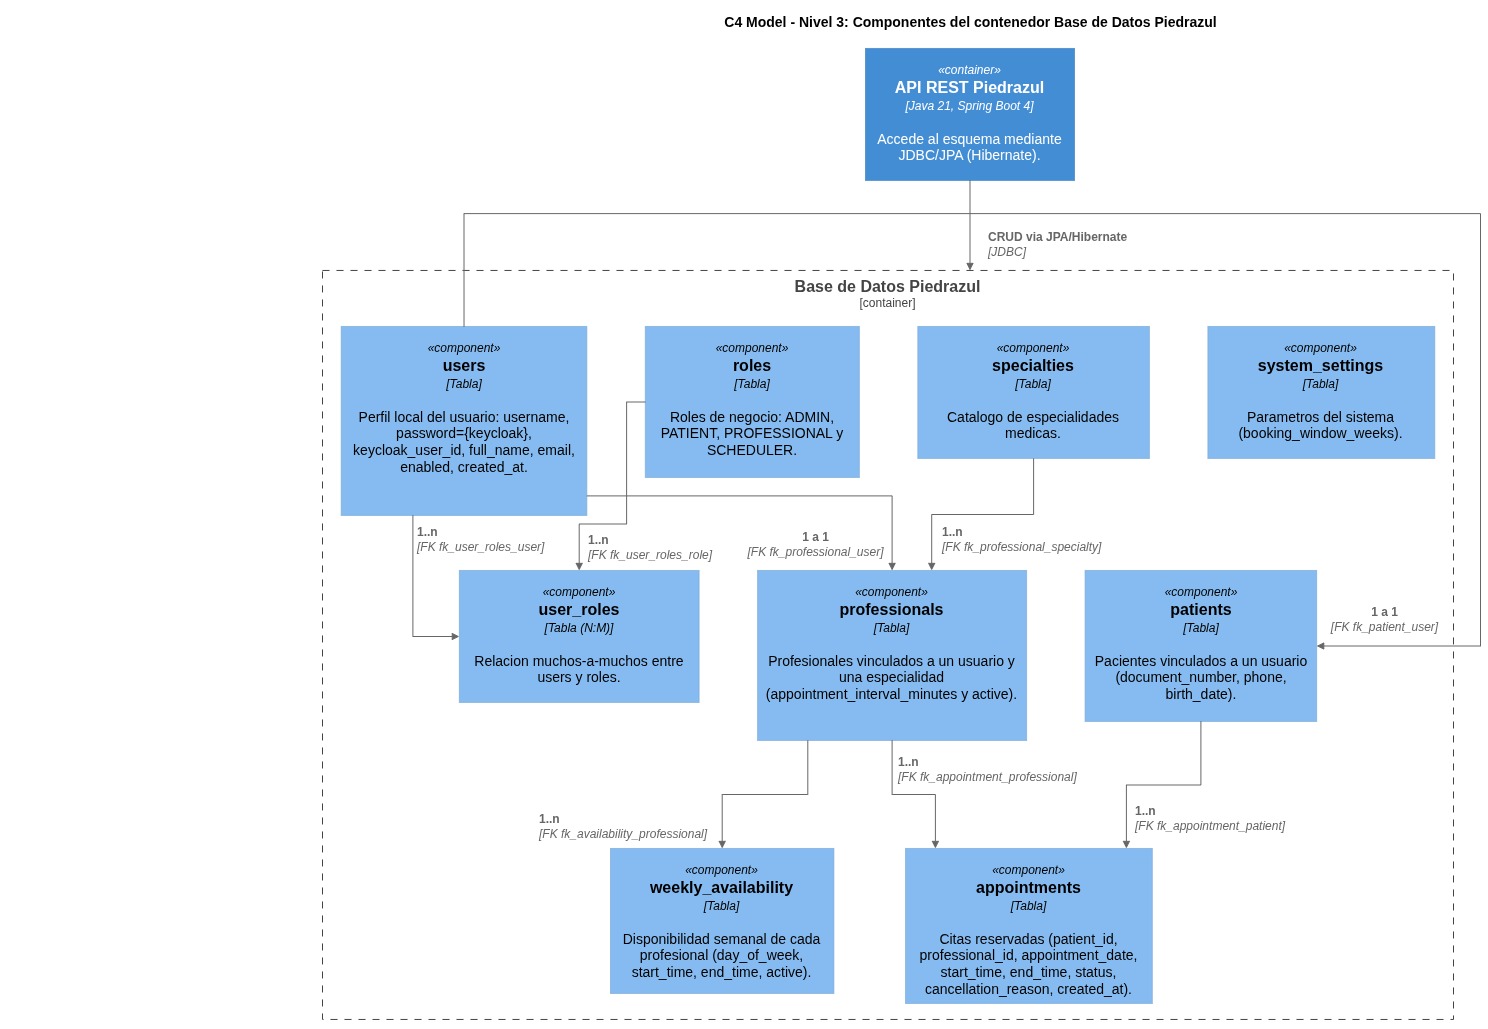 C4 Model - Nivel 3: Componentes del contenedor Base de Datos Piedrazul
«container»
API REST Piedrazul
[Java 21, Spring Boot 4]
Accede al esquema mediante
JDBC/JPA (Hibernate).
CRUD via JPA/Hibernate
[JDBC]
Base de Datos Piedrazul
[container]
«component»
users
[Tabla]
Perfil local del usuario: username,
password={keycloak},
keycloak_user_id, full_name, email,
enabled, created_at.
«component»
roles
[Tabla]
Roles de negocio: ADMIN,
PATIENT, PROFESSIONAL y
SCHEDULER.
«component»
specialties
[Tabla]
Catalogo de especialidades
medicas.
«component»
system_settings
[Tabla]
Parametros del sistema
(booking_window_weeks).
1..n
[FK fk_user_roles_user]
1..n
[FK fk_user_roles_role]
1 a 1
[FK fk_professional_user]
1..n
[FK fk_professional_specialty]
«component»
user_roles
[Tabla (N:M)]
Relacion muchos-a-muchos entre
users y roles.
«component»
professionals
[Tabla]
Profesionales vinculados a un usuario y
una especialidad
(appointment_interval_minutes y active).
«component»
patients
[Tabla]
Pacientes vinculados a un usuario
(document_number, phone,
birth_date).
1 a 1
[FK fk_patient_user]
1..n
[FK fk_appointment_professional]
1..n
[FK fk_availability_professional]
1..n
[FK fk_appointment_patient]
«component»
weekly_availability
[Tabla]
Disponibilidad semanal de cada
profesional (day_of_week,
start_time, end_time, active).
«component»
appointments
[Tabla]
Citas reservadas (patient_id,
professional_id, appointment_date,
start_time, end_time, status,
cancellation_reason, created_at).